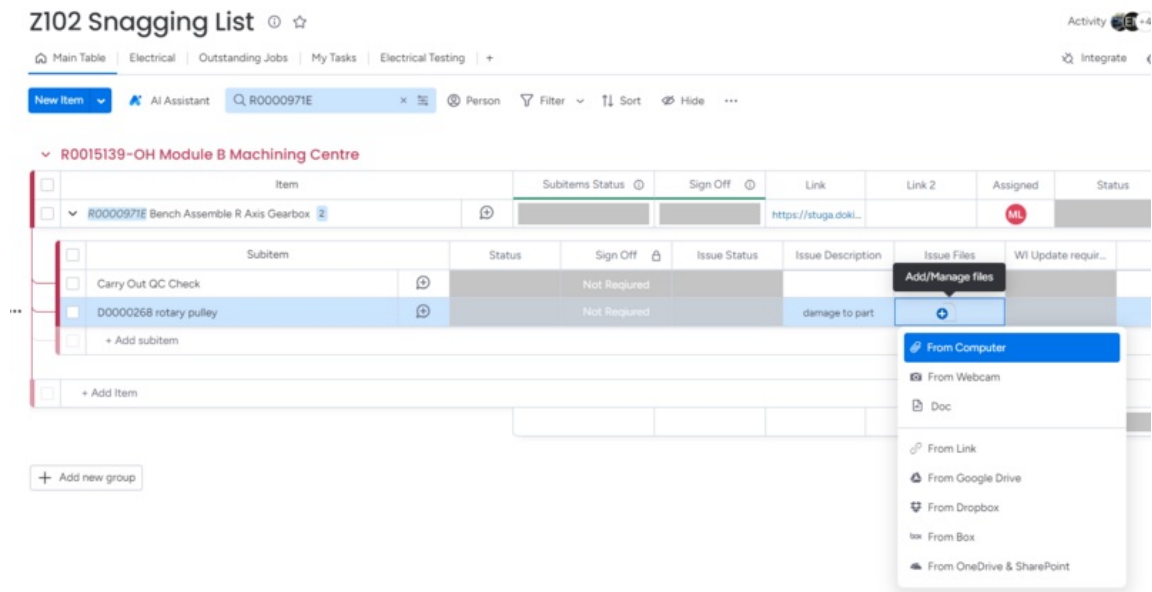 Z102 Snagging List
Activity +4
Main Table Electrical Outstanding Jobs My Tasks Electrical Testing +
Integrate
New Item AI Assistant R0000971E × Person Filter Sort Hide ...
R0015139-OH Module B Machining Centre
Item Subitems Status Sign Off Link Link 2 Assigned Status
R0000971E Bench Assemble R Axis Gearbox 2 https://stuga.doki... ML
Subitem Status Sign Off Issue Status Issue Description Issue Files WI Update requir...
Add/Manage files
Carry Out QC Check Not Reqiured
D0000268 rotary pulley Not Reqiured damage to part
+ Add subitem
From Computer
From Webcam
+ Add Item
Doc
From Link
+ Add new group
From Google Drive
From Dropbox
box From Box
From OneDrive & SharePoint